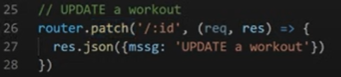 25 // UPDATE a workout
26 router.patch('/:id', (req, res) => {
27   res.json({mssg: 'UPDATE a workout'})
28 })